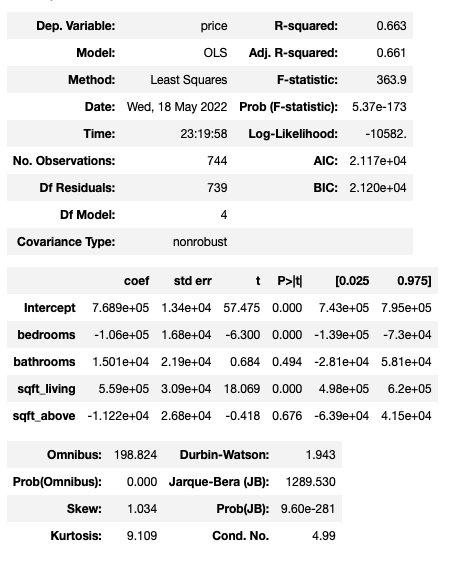 Dep. Variable: price R-squared: 0.663
Model: OLS Adj. R-squared: 0.661
Method: Least Squares F-statistic: 363.9
Date: Wed, 18 May 2022 Prob (F-statistic): 5.37e-173
Time: 23:19:58 Log-Likelihood: -10582.
No. Observations: 744 AIC: 2.117e+04
Df Residuals: 739 BIC: 2.120e+04
Df Model: 4
Covariance Type: nonrobust
coef std err t P>|t| [0.025 0.975]
Intercept 7.689e+05 1.34e+04 57.475 0.000 7.43e+05 7.95e+05
bedrooms -1.06e+05 1.68e+04 -6.300 0.000 -1.39e+05 -7.3e+04
bathrooms 1.501e+04 2.19e+04 0.684 0.494 -2.81e+04 5.81e+04
sqft_living 5.59e+05 3.09e+04 18.069 0.000 4.98e+05 6.2e+05
sqft_above -1.122e+04 2.68e+04 -0.418 0.676 -6.39e+04 4.15e+04
Omnibus: 198.824 Durbin-Watson: 1.943
Prob(Omnibus): 0.000 Jarque-Bera (JB): 1289.530
Skew: 1.034 Prob(JB): 9.60e-281
Kurtosis: 9.109 Cond. No. 4.99